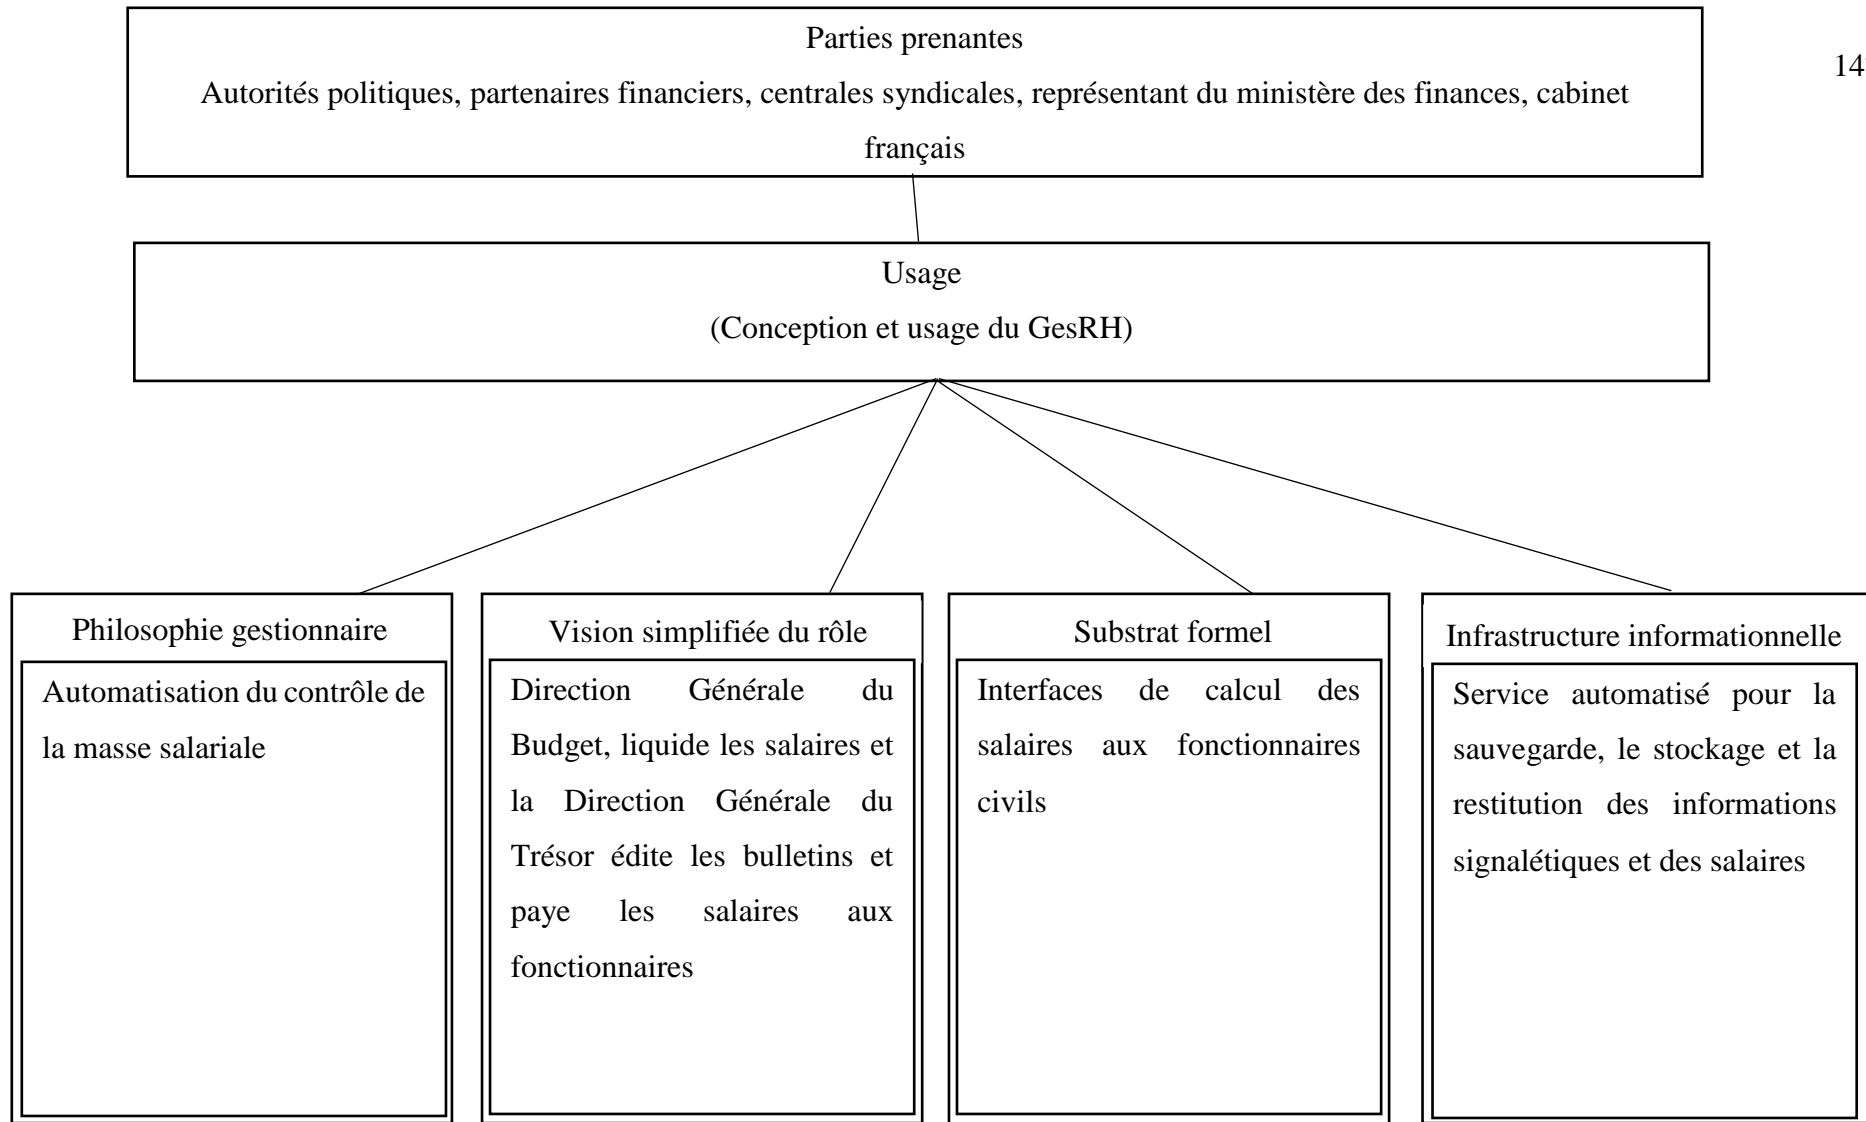 Parties prenantes
Autorités politiques, partenaires financiers, centrales syndicales, représentant du ministère des finances, cabinet
français
14
Usage
(Conception et usage du GesRH)
Philosophie gestionnaire
Automatisation du contrôle de
la masse salariale
Vision simplifiée du rôle
Direction Générale du
Budget, liquide les salaires et
la Direction Générale du
Trésor édite les bulletins et
paye les salaires aux
fonctionnaires
Substrat formel
Interfaces de calcul des
salaires aux fonctionnaires
civils
Infrastructure informationnelle
Service automatisé pour la
sauvegarde, le stockage et la
restitution des informations
signalétiques et des salaires